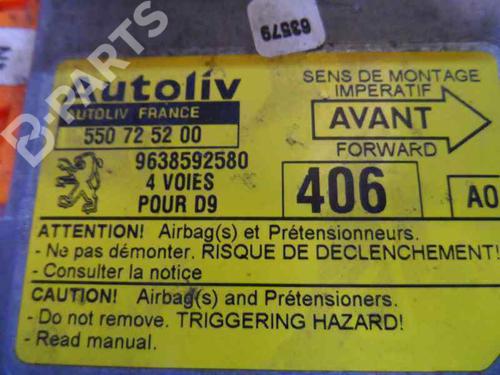 63579
B-PARTS
Autoliv
AUTOLIV FRANCE
550 72 52 00
9638592580
4 VOIES
POUR D9
SENS DE MONTAGE
IMPERATIF
AVANT
FORWARD
406
A0
ATTENTION! Airbag(s) et Prétensionneurs.
- Ne pas démonter. RISQUE DE DECLENCHEMENT!
- Consulter la notice
CAUTION! Airbag(s) and Prétensioners.
- Do not remove. TRIGGERING HAZARD!
- Read manual.